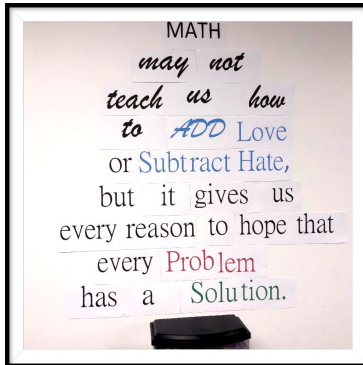 MATH
may not
teach us how
to ADD Love
or Subtract Hate,
but it gives us
every reason to hope that
every Problem
has a Solution.